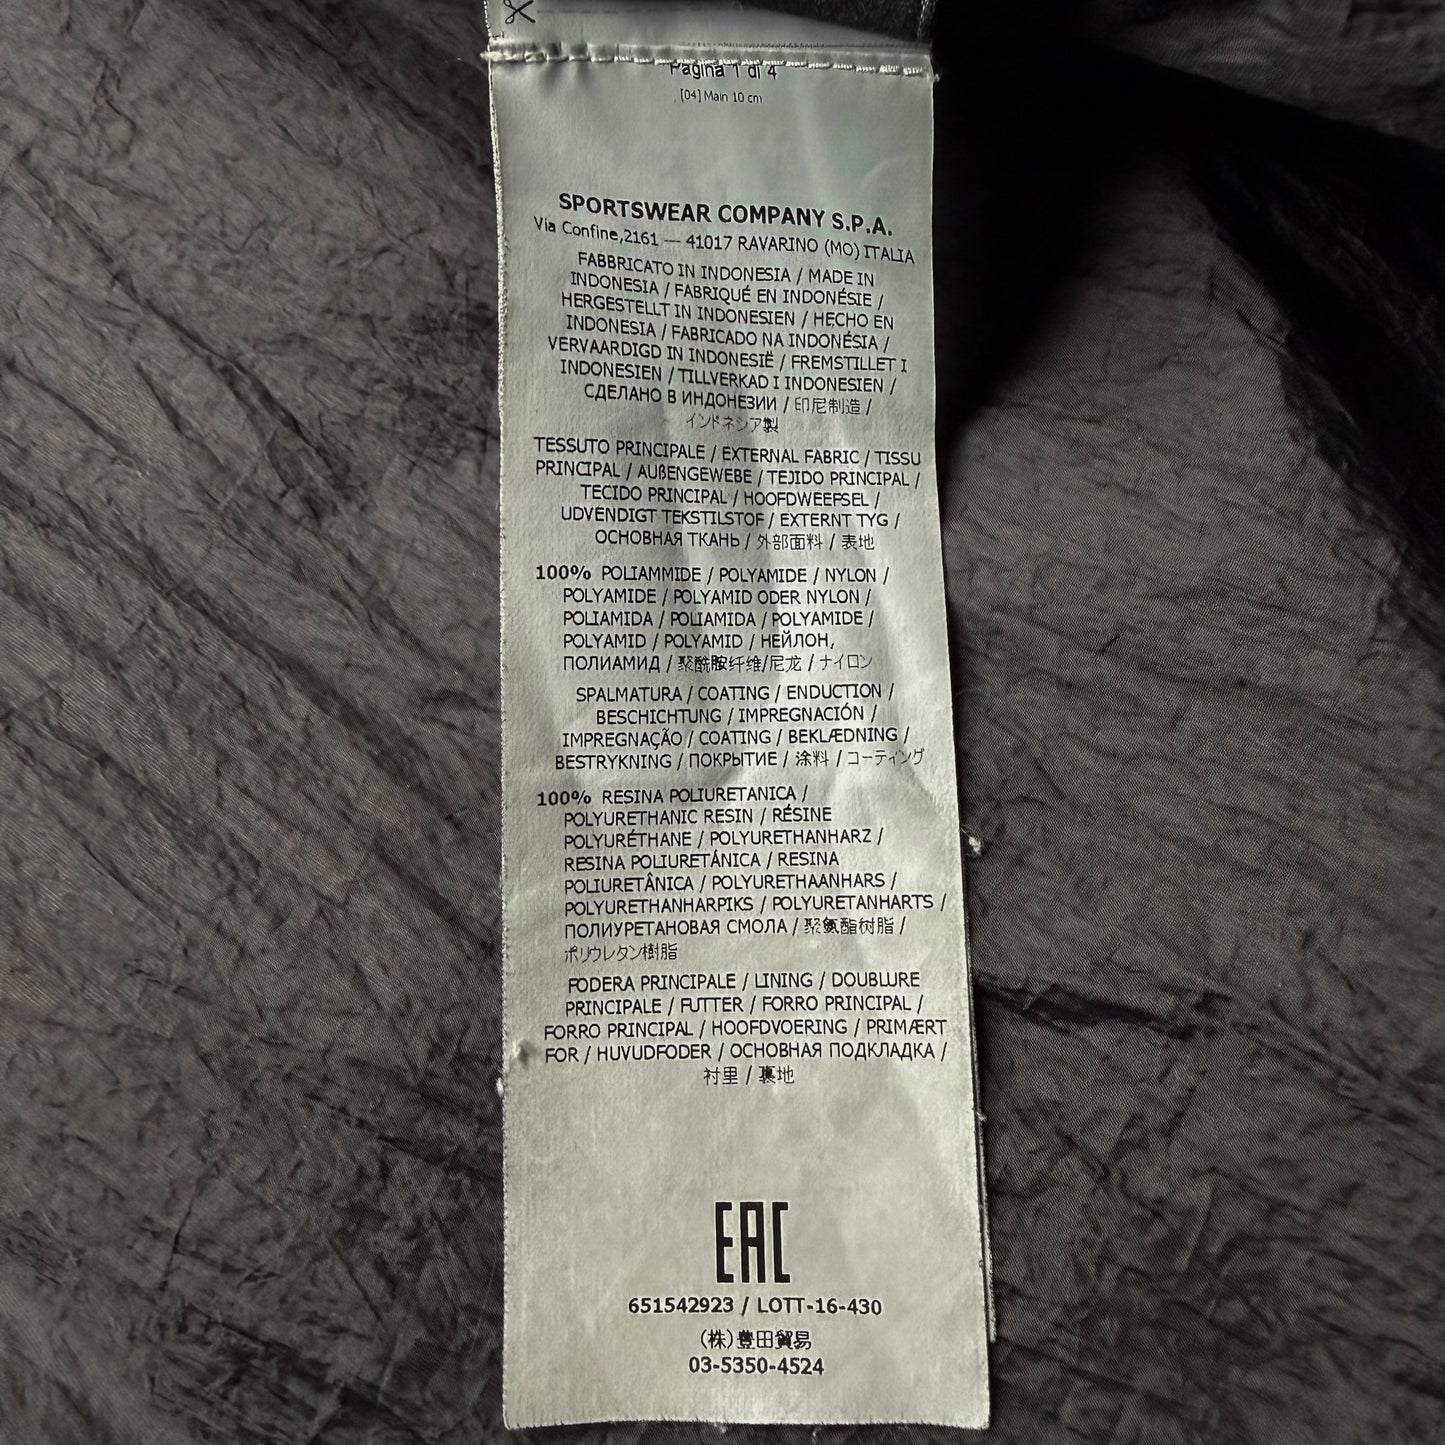 Pagina 1 di 4
[04] Main 10 cm
SPORTSWEAR COMPANY S.P.A.
Via Confine,2161 — 41017 RAVARINO (MO) ITALIA
FABBRICATO IN INDONESIA / MADE IN
INDONESIA / FABRIQUÉ EN INDONÉSIE /
HERGESTELLT IN INDONESIEN / HECHO EN
INDONESIA / FABRICADO NA INDONÉSIA /
VERVAARDIGD IN INDONESIË / FREMSTILLET I
INDONESIEN / TILLVERKAD I INDONESIEN /
СДЕЛАНО В ИНДОНЕЗИИ / 印尼制造 /
インドネシア製
TESSUTO PRINCIPALE / EXTERNAL FABRIC / TISSU
PRINCIPAL / AUßENGEWEBE / TEJIDO PRINCIPAL /
TECIDO PRINCIPAL / HOOFDWEEFSEL /
UDVENDIGT TEKSTILSTOF / EXTERNT TYG /
ОСНОВНАЯ ТКАНЬ / 外部面料 / 表地
100% POLIAMMIDE / POLYAMIDE / NYLON /
POLYAMIDE / POLYAMID ODER NYLON /
POLIAMIDA / POLIAMIDA / POLYAMIDE /
POLYAMID / POLYAMID / НЕЙЛОН,
ПОЛИАМИД / 聚酰胺纤维/尼龙 / ナイロン
SPALMATURA / COATING / ENDUCTION /
BESCHICHTUNG / IMPREGNACIÓN /
IMPREGNAÇÃO / COATING / BEKLÆDNING /
BESTRYKNING / ПОКРЫТИЕ / 涂料 / コーティング
100% RESINA POLIURETANICA /
POLYURETHANIC RESIN / RÉSINE
POLYURÉTHANE / POLYURETHANHARZ /
RESINA POLIURETÁNICA / RESINA
POLIURETÂNICA / POLYURETHAANHARS /
POLYURETHANHARPIKS / POLYURETANHARTS /
ПОЛИУРЕТАНОВАЯ СМОЛА / 聚氨酯树脂 /
ポリウレタン樹脂
FODERA PRINCIPALE / LINING / DOUBLURE
PRINCIPALE / FUTTER / FORRO PRINCIPAL /
FORRO PRINCIPAL / HOOFDVOERING / PRIMÆRT
FOR / HUVUDFODER / ОСНОВНАЯ ПОДКЛАДКА /
衬里 / 裏地
EAC
651542923 / LOTT-16-430
(株)豊田貿易
03-5350-4524